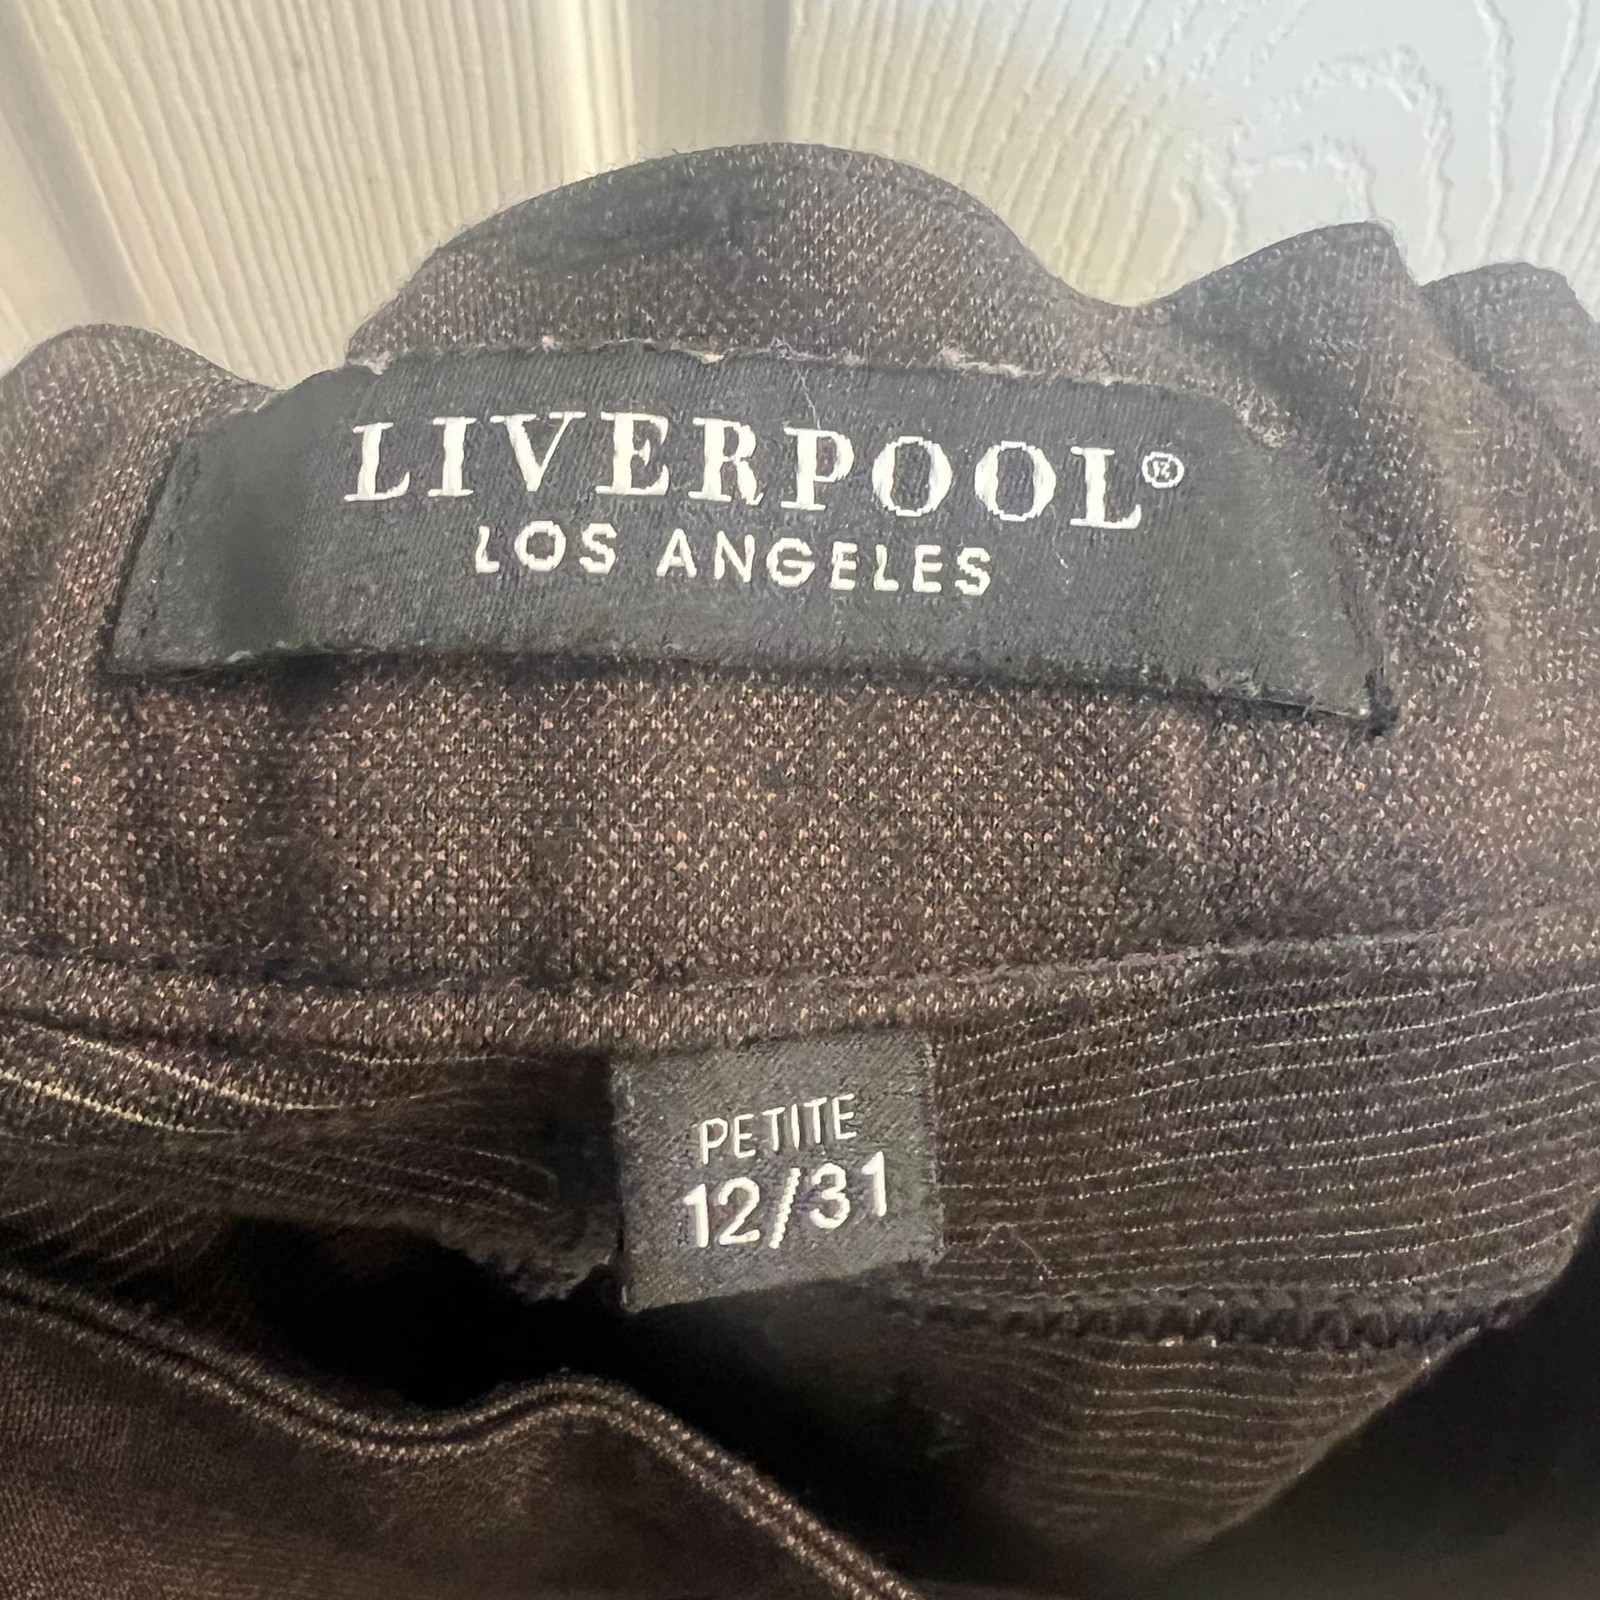 LIVERPOOL®
LOS ANGELES
PETITE
12/31